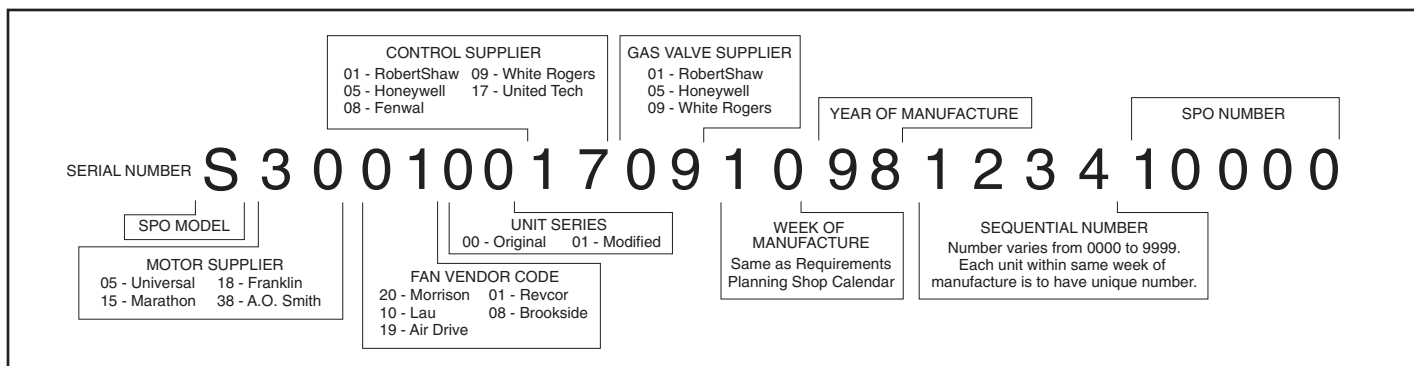 CONTROL SUPPLIER
01 - RobertShaw 09 - White Rogers
05 - Honeywell 17 - United Tech
08 - Fenwal
GAS VALVE SUPPLIER
01 - RobertShaw
05 - Honeywell
09 - White Rogers
YEAR OF MANUFACTURE
SPO NUMBER
SERIAL NUMBER S 3 0 0 1 0 0 1 7 0 9 1 0 9 8 1 2 3 4 1 0 0 0 0
SPO MODEL
MOTOR SUPPLIER
05 - Universal 18 - Franklin
15 - Marathon 38 - A.O. Smith
UNIT SERIES
00 - Original 01 - Modified
FAN VENDOR CODE
20 - Morrison 01 - Revcor
10 - Lau 08 - Brookside
19 - Air Drive
WEEK OF
MANUFACTURE
Same as Requirements
Planning Shop Calendar
SEQUENTIAL NUMBER
Number varies from 0000 to 9999.
Each unit within same week of
manufacture is to have unique number.